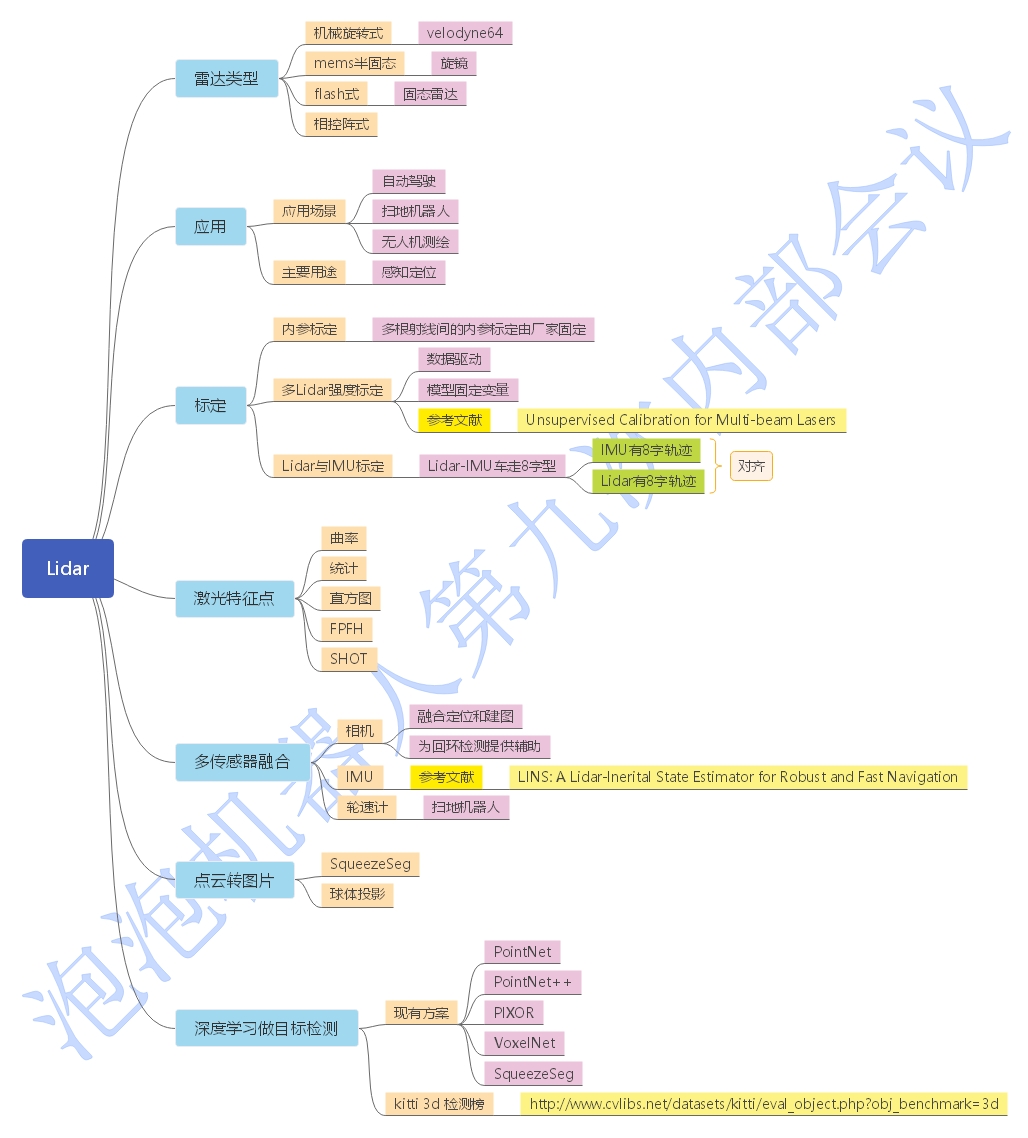 Lidar
雷达类型
机械旋转式 velodyne64
mems半固态 旋镜
flash式 固态雷达
相控阵式
应用
应用场景
自动驾驶
扫地机器人
无人机测绘
主要用途 感知定位
标定
内参标定 多根射线间的内参标定由厂家固定
多Lidar强度标定
数据驱动
模型固定变量
参考文献 Unsupervised Calibration for Multi-beam Lasers
Lidar与IMU标定 Lidar-IMU车走8字型
IMU有8字轨迹
Lidar有8字轨迹
对齐
激光特征点
曲率
统计
直方图
FPFH
SHOT
多传感器融合
相机
融合定位和建图
为回环检测提供辅助
IMU 参考文献 LINS: A Lidar-Inerital State Estimator for Robust and Fast Navigation
轮速计 扫地机器人
点云转图片
SqueezeSeg
球体投影
深度学习做目标检测
现有方案
PointNet
PointNet++
PIXOR
VoxelNet
SqueezeSeg
kitti 3d 检测榜 http://www.cvlibs.net/datasets/kitti/eval_object.php?obj_benchmark=3d
泡泡机器人第九次内部会议